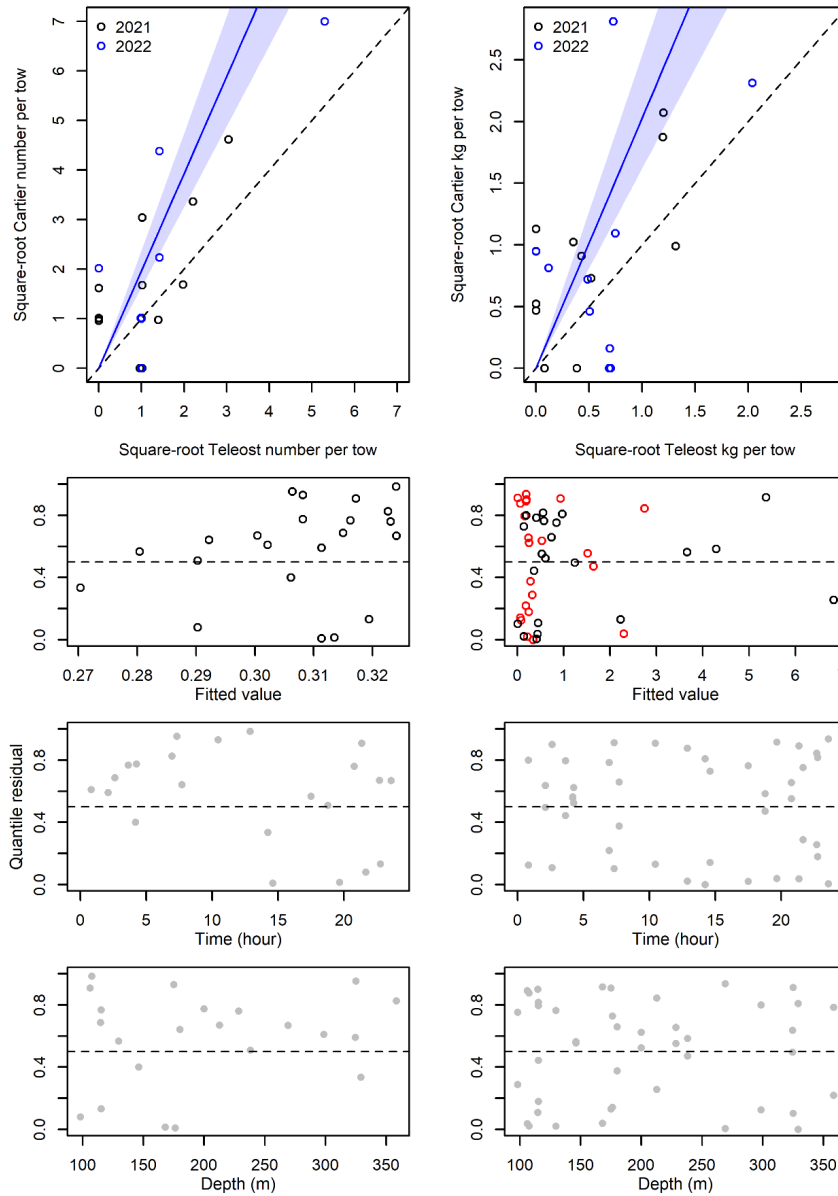 2021
2022
7
6
5
4
3
2
1
0
Square-root Cartier number per tow
0 1 2 3 4 5 6 7
Square-root Teleost number per tow
2021
2022
2.5
2.0
1.5
1.0
0.5
0.0
Square-root Cartier kg per tow
0.0 0.5 1.0 1.5 2.0 2.5
Square-root Teleost kg per tow
0.8
0.4
0.0
0.27 0.28 0.29 0.30 0.31 0.32
Fitted value
0.8
0.4
0.0
0 1 2 3 4 5 6
Fitted value
Quantile residual
0.8
0.4
0.0
0 5 10 15 20
Time (hour)
0.8
0.4
0.0
0 5 10 15 20
Time (hour)
0.8
0.4
0.0
100 150 200 250 300 350
Depth (m)
0.8
0.4
0.0
100 150 200 250 300 350
Depth (m)